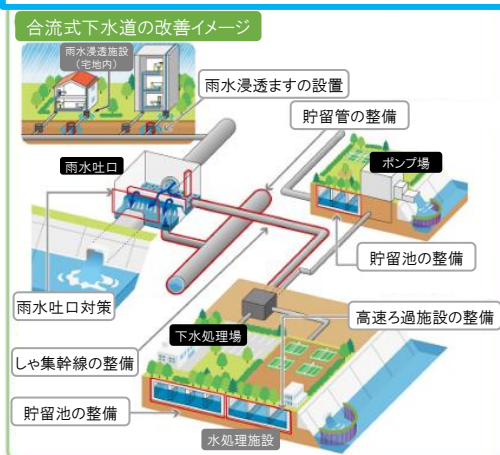 合流式下水道の改善イメージ
雨水浸透施設
（宅地内）
雨水浸透ますの設置
貯留管の整備
雨水吐口
ポンプ場
貯留池の整備
雨水吐口対策
高速ろ過施設の整備
下水処理場
しゃ集幹線の整備
貯留池の整備
水処理施設